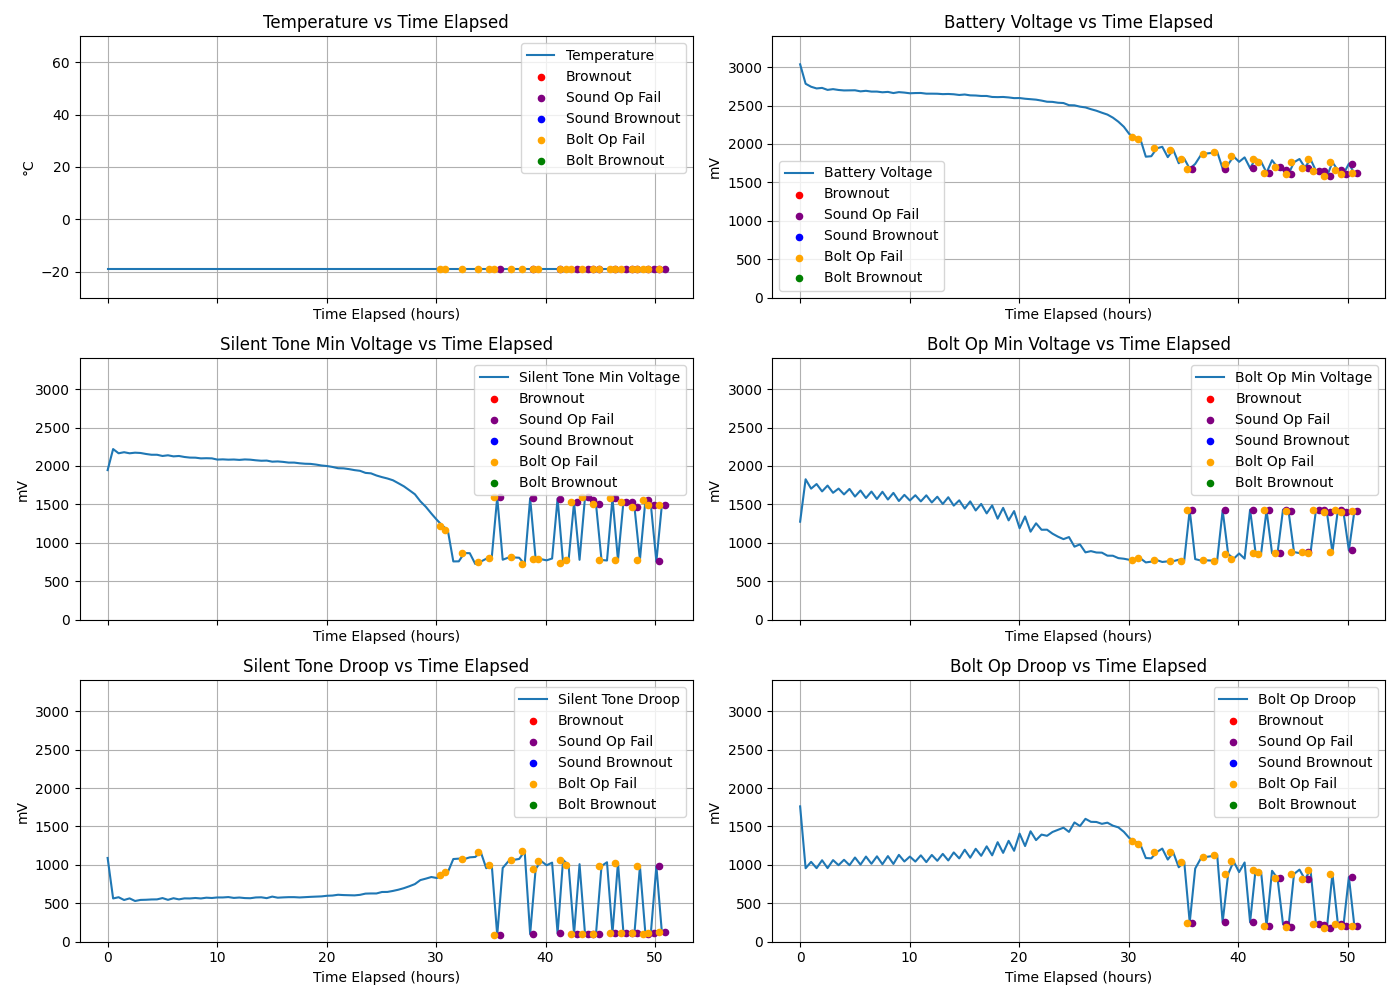 Temperature vs Time Elapsed
60
40
20
0
−20
°C
Time Elapsed (hours)
Temperature
Brownout
Sound Op Fail
Sound Brownout
Bolt Op Fail
Bolt Brownout
Battery Voltage vs Time Elapsed
3000
2500
2000
1500
1000
500
0
mV
Time Elapsed (hours)
Battery Voltage
Brownout
Sound Op Fail
Sound Brownout
Bolt Op Fail
Bolt Brownout
Silent Tone Min Voltage vs Time Elapsed
3000
2500
2000
1500
1000
500
0
mV
Time Elapsed (hours)
Silent Tone Min Voltage
Brownout
Sound Op Fail
Sound Brownout
Bolt Op Fail
Bolt Brownout
Bolt Op Min Voltage vs Time Elapsed
3000
2500
2000
1500
1000
500
0
mV
Time Elapsed (hours)
Bolt Op Min Voltage
Brownout
Sound Op Fail
Sound Brownout
Bolt Op Fail
Bolt Brownout
Silent Tone Droop vs Time Elapsed
3000
2500
2000
1500
1000
500
0
mV
0 10 20 30 40 50
Time Elapsed (hours)
Silent Tone Droop
Brownout
Sound Op Fail
Sound Brownout
Bolt Op Fail
Bolt Brownout
Bolt Op Droop vs Time Elapsed
3000
2500
2000
1500
1000
500
0
mV
0 10 20 30 40 50
Time Elapsed (hours)
Bolt Op Droop
Brownout
Sound Op Fail
Sound Brownout
Bolt Op Fail
Bolt Brownout